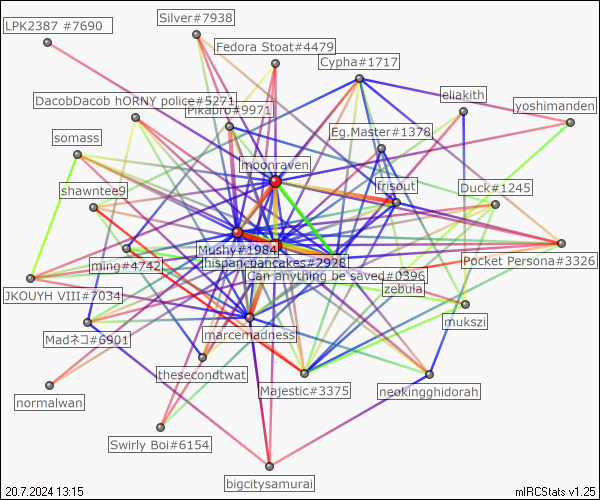 Silver#7938
LPK2387 #7690
Fedora Stoat#4479
Cypha#1717
eliakith
DacobDacob hORNY police#5271
yoshimanden
Pikabro#9971
Eg.Master#1378
somass
moonraven
shawntee9
frisout
Duck#1245
Mushy#1984
hispanopancakes#2928
Pocket Persona#3326
ming#4742
Can anything be saved#0396
zebula
JKOUYH VIII#7034
mukszi
marcemadness
Madネコ#6901
thesecondtwat
Majestic#3375
neokingghidorah
normalwan
Swirly Boi#6154
bigcitysamurai
20.7.2024 13:15
mIRCStats v1.25